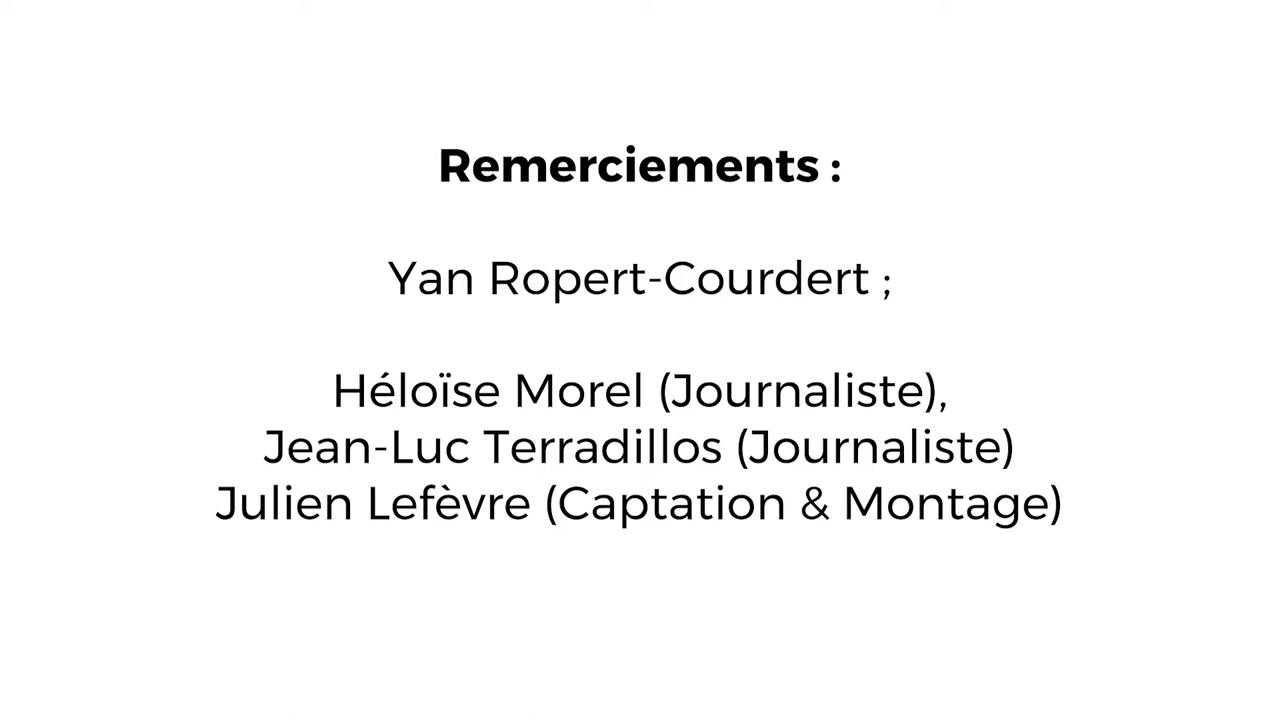 Remerciements :
Yan Ropert-Courdert ;
Héloïse Morel (Journaliste),
Jean-Luc Terradillos (Journaliste)
Julien Lefèvre (Captation & Montage)